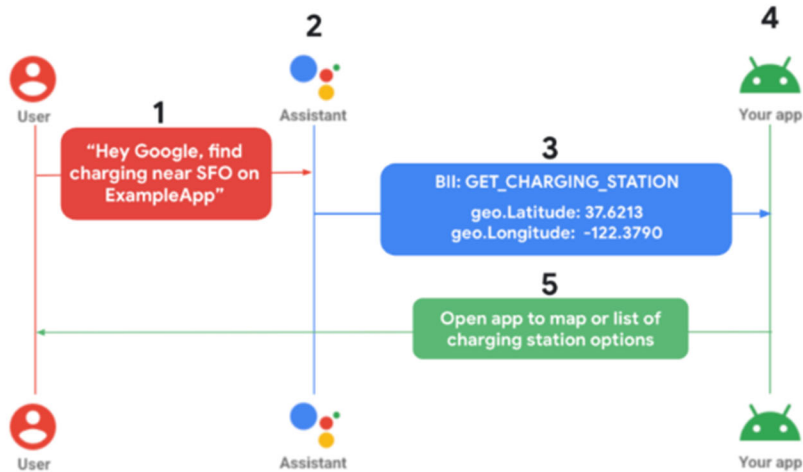 2
4
User
1
Assistant
Your app
"Hey Google, find
charging near SFO on
ExampleApp"
3
BII: GET_CHARGING_STATION
geo.Latitude: 37.6213
geo.Longitude: -122.3790
5
Open app to map or list of
charging station options
User
Assistant
Your app